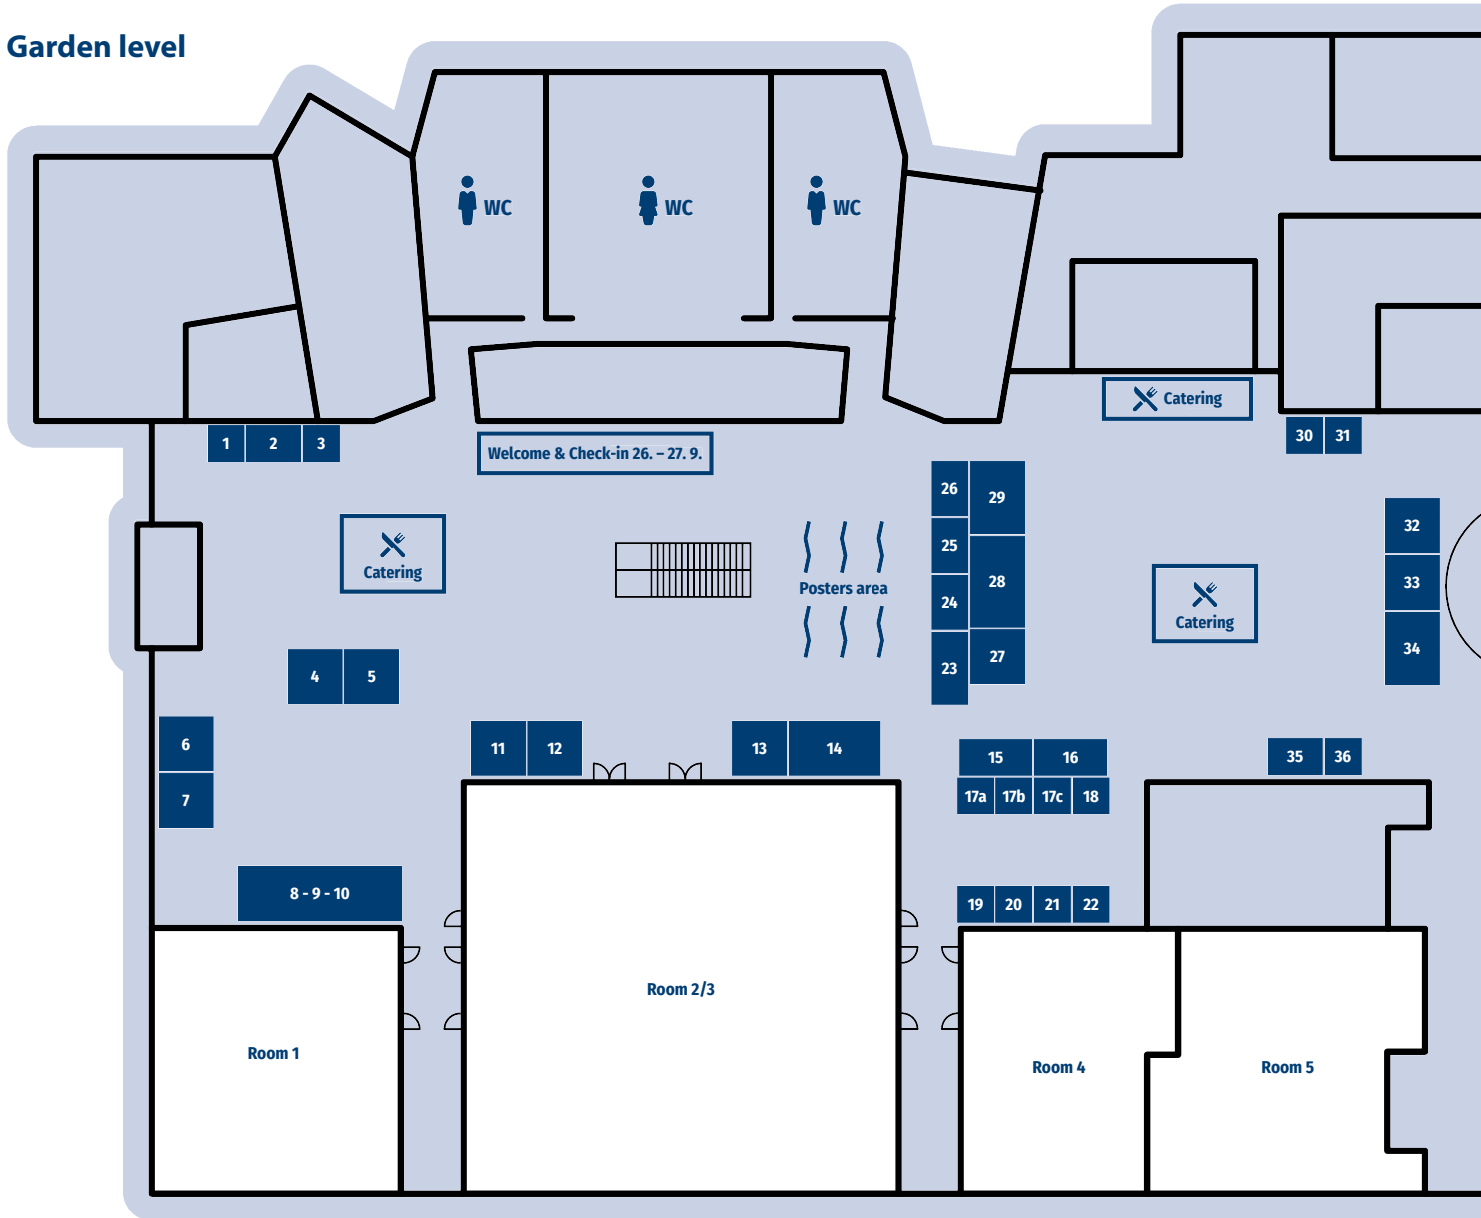 Garden level
WC
WC
WC
Catering
1
2
3
30
31
Welcome & Check-in 26. – 27. 9.
26
29
25
28
24
23
27
32
33
34
Catering
Posters area
Catering
4
5
6
7
11
12
13
14
15
16
35
36
17a
17b
17c
18
8 - 9 - 10
19
20
21
22
Room 1
Room 2/3
Room 4
Room 5